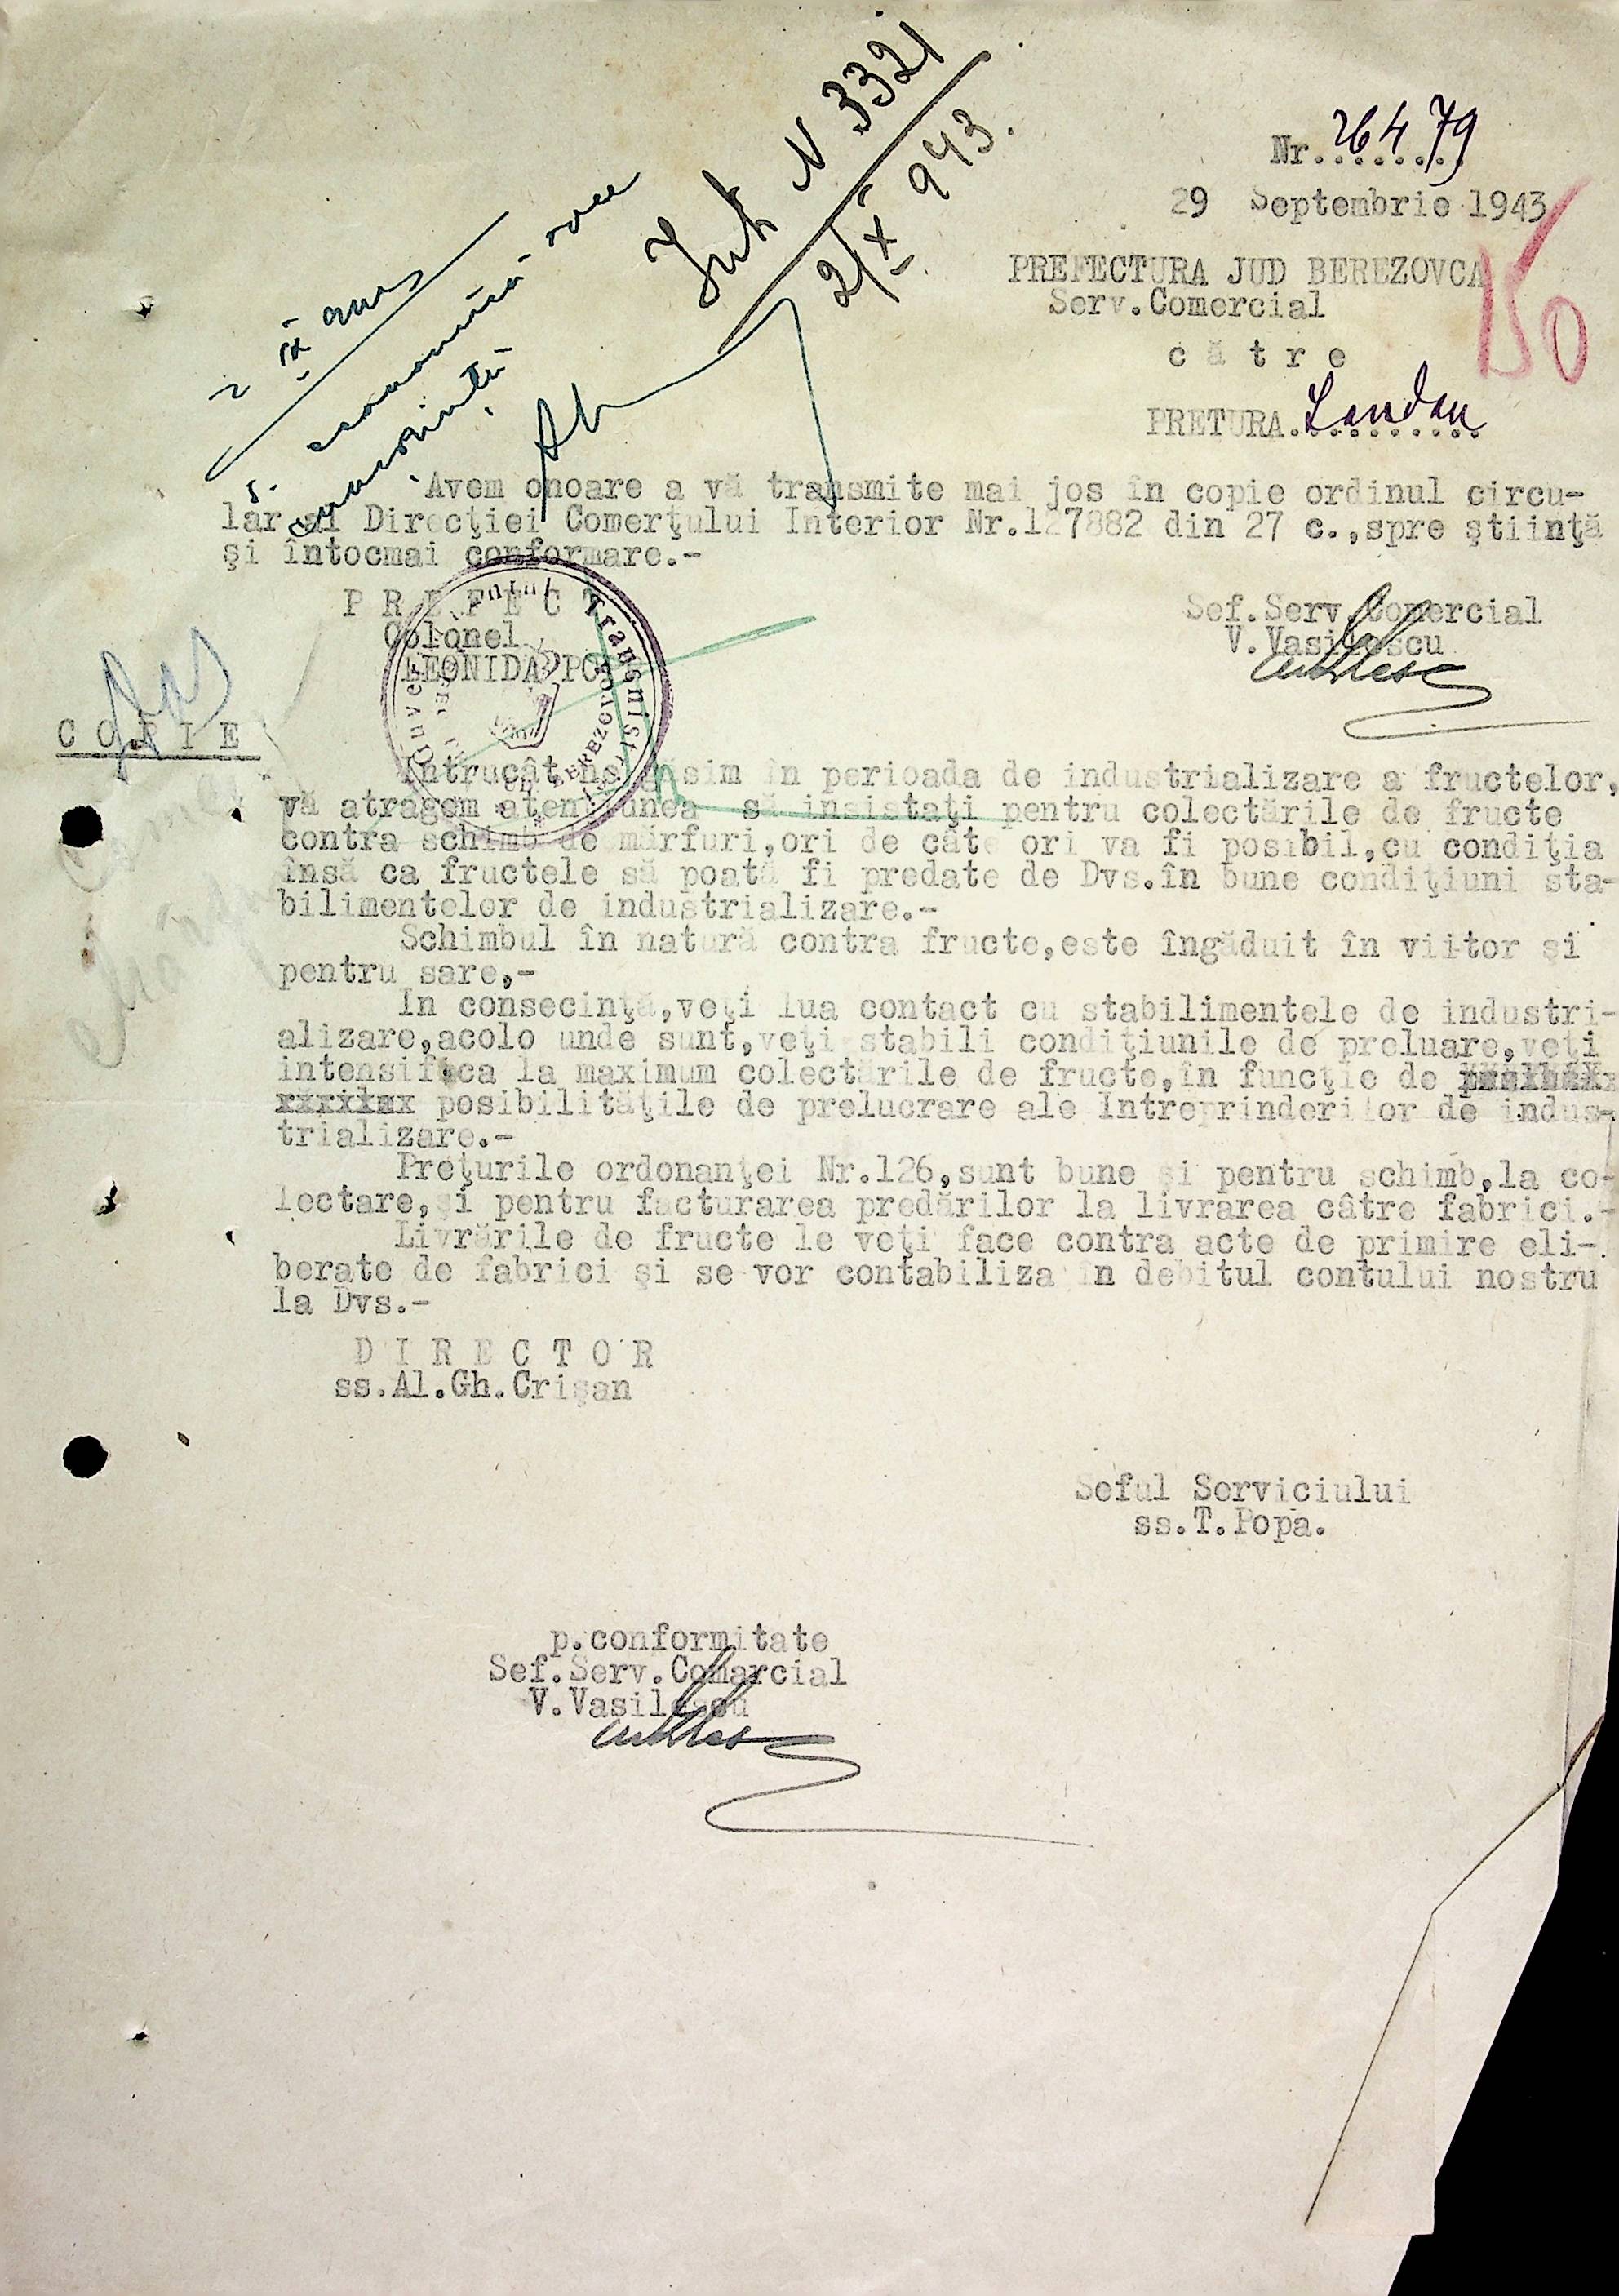 Nr. 26479
29 Septembrie 1943
150
PREFECTURA JUD BEREZOVCA
Serv.Comercial
c ă t r e
PRETURA. Landau
N 3321
2/X 943.
Avem onoare a vă transmite mai jos în copie ordinul circu-
lar al Direcţiei Comerţului Interior Nr.127882 din 27 c.,spre ştiinţă
şi întocmai conformare.-
P R E F E C T
Colonel
LEONIDA POP
Sef.Serv.Comercial
V.Vasilescu
C O P I E
Intrucât ne găsim în perioada de industrializare a fructelor,
vă atragem atenţiunea să insistaţi pentru colectările de fructe
contra schimb de mărfuri,ori de câte ori va fi posibil,cu condiţia
însă ca fructele să poată fi predate de Dvs.în bune condiţiuni sta-
bilimentelor de industrializare.-
Schimbul în natură contra fructe,este îngăduit în viitor şi
pentru sare,-
In consecinţă,veţi lua contact cu stabilimentele de industri-
alizare,acolo unde sunt,veţi stabili condiţiunile de preluare,veţi
intensifica la maximum colectările de fructe,în funcţie de
posibilităţile de prelucrare ale Intreprinderilor de indus-
trializare.-
Preţurile ordonanţei Nr.126,sunt bune şi pentru schimb,la co-
lectare,şi pentru facturarea predărilor la livrarea câtre fabrici.-
Livrările de fructe le veţi face contra acte de primire eli-
berate de fabrici şi se vor contabiliza în debitul contului nostru
la Dvs.-
D I R E C T O R
ss.Al.Gh.Crişan
Seful Serviciului
ss.T.Popa.
p.conformitate
Sef.Serv.Comarcial
V.Vasilescu